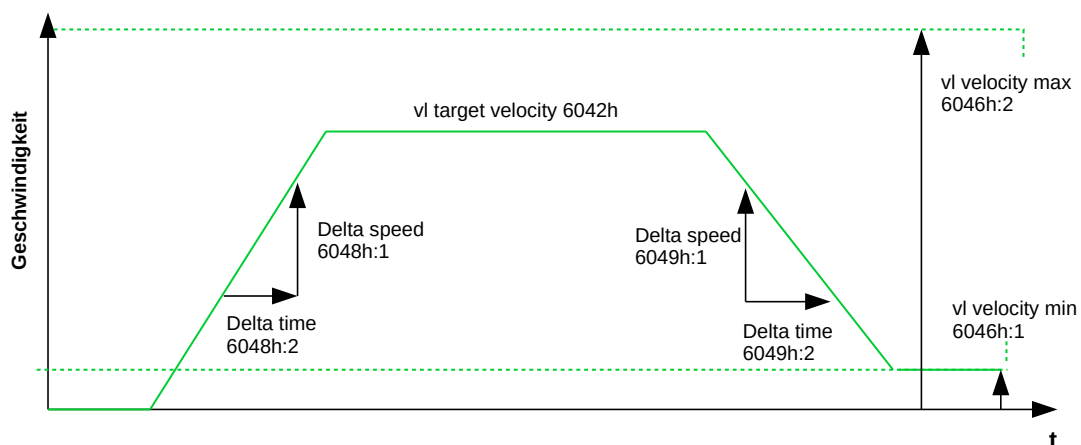 Geschwindigkeit
vl target velocity 6042h
vl velocity max
6046h:2
Delta speed
6048h:1
Delta time
6048h:2
Delta speed
6049h:1
Delta time
6049h:2
vl velocity min
6046h:1
t